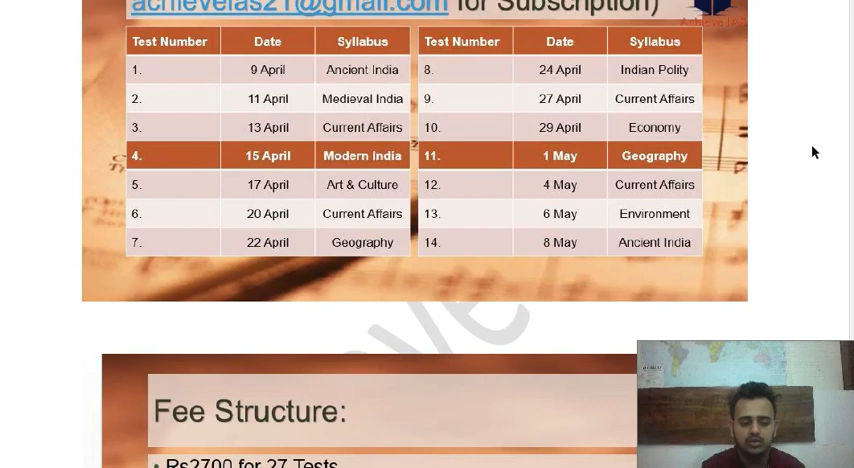 achieveias21@gmail.com for Subscription)
Achieve IAS
Test Number Date Syllabus Test Number Date Syllabus
1. 9 April Ancient India 8. 24 April Indian Polity
2. 11 April Medieval India 9. 27 April Current Affairs
3. 13 April Current Affairs 10. 29 April Economy
4. 15 April Modern India 11. 1 May Geography
5. 17 April Art & Culture 12. 4 May Current Affairs
6. 20 April Current Affairs 13. 6 May Environment
7. 22 April Geography 14. 8 May Ancient India
Fee Structure:
• Rs2700 for 27 Tests